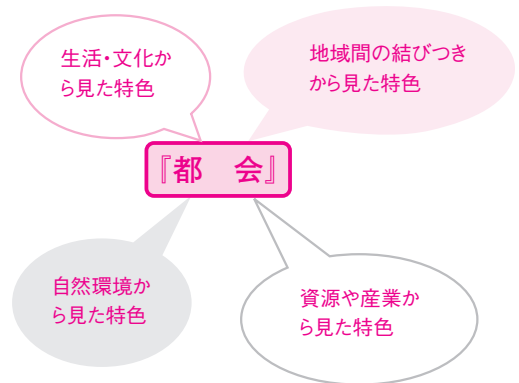 生活・文化か
ら見た特色
地域間の結びつき
から見た特色
『都　会』
自然環境か
ら見た特色
資源や産業か
ら見た特色